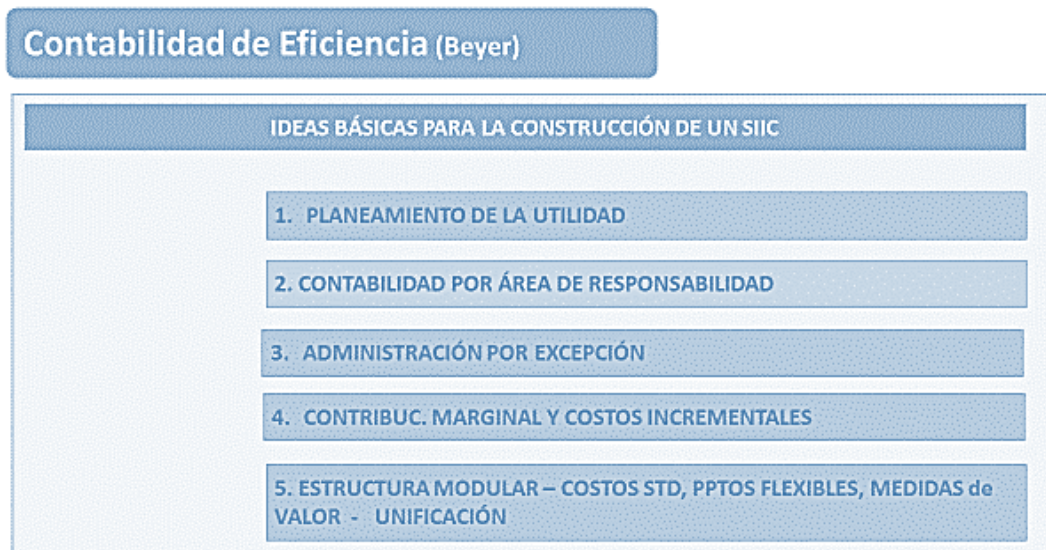 Contabilidad de Eficiencia (Beyer)
IDEAS BÁSICAS PARA LA CONSTRUCCIÓN DE UN SIIC
1. PLANEAMIENTO DE LA UTILIDAD
2. CONTABILIDAD POR ÁREA DE RESPONSABILIDAD
3. ADMINISTRACIÓN POR EXCEPCIÓN
4. CONTRIBUC. MARGINAL Y COSTOS INCREMENTALES
5. ESTRUCTURA MODULAR – COSTOS STD, PPTOS FLEXIBLES, MEDIDAS de
VALOR - UNIFICACIÓN